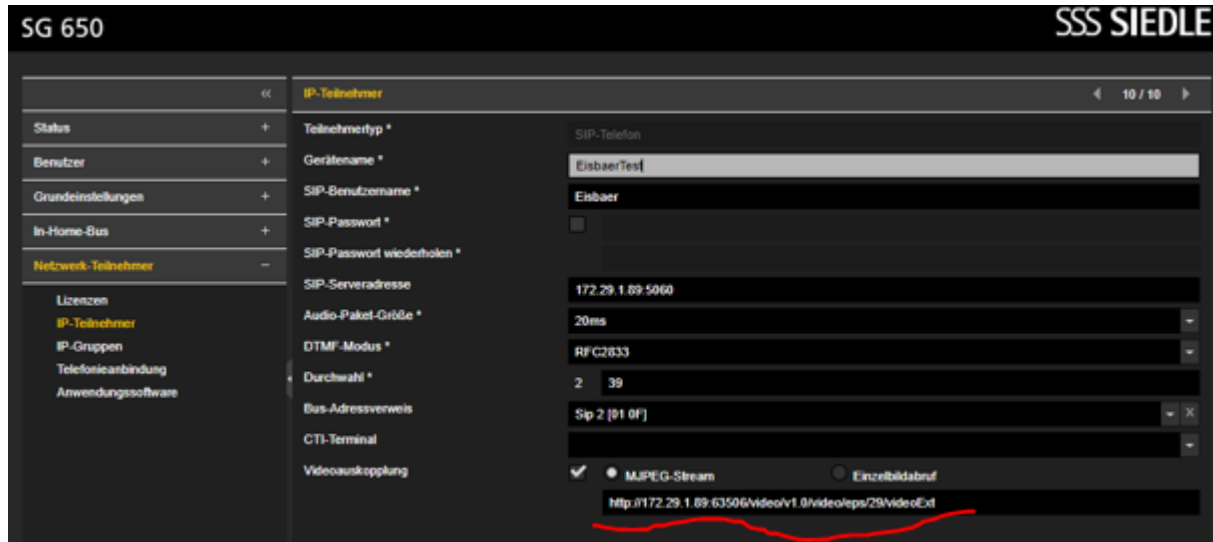 SG 650
SSS SIEDLE
«
IP-Teilnehmer
10 / 10
Status +
Benutzer +
Grundeinstellungen +
In-Home-Bus +
Netzwerk-Teilnehmer –
Lizenzen
IP-Teilnehmer
IP-Gruppen
Telefonieanbindung
Anwendungssoftware
Teilnehmertyp * SIP-Telefon
Gerätename * EisbaerTest
SIP-Benutzername * Eisbaer
SIP-Passwort *
SIP-Passwort wiederholen *
SIP-Serveradresse 172.29.1.89:5060
Audio-Paket-Größe * 20ms
DTMF-Modus * RFC2833
Durchwahl * 2 39
Bus-Adressverweis Sip 2 [01 0F] x
CTI-Terminal
Videoauskopplung MJPEG-Stream Einzelbildabruf
http://172.29.1.89:63506/video/v1.0/video/eps/29/videoExt